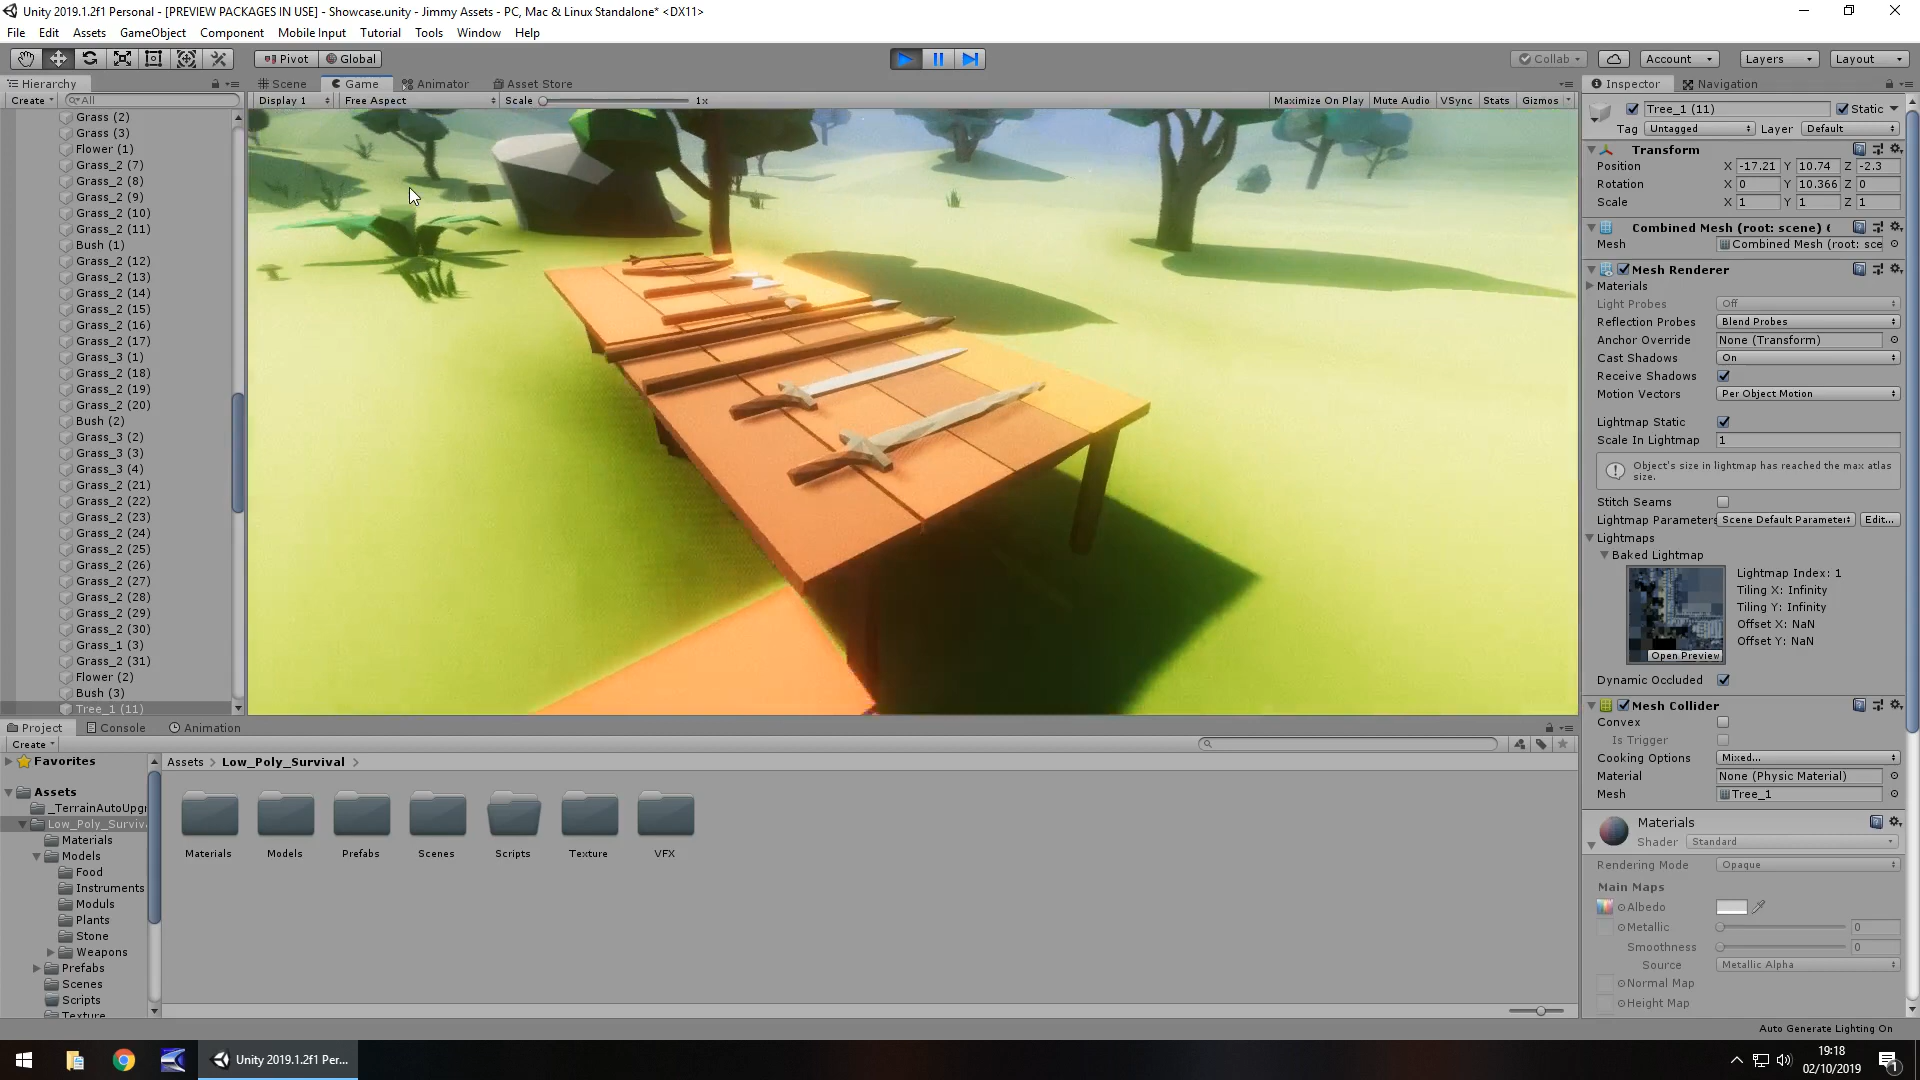 Unity 2019.1.2f1 Personal - [PREVIEW PACKAGES IN USE] - Showcase.unity - Jimmy Assets - PC, Mac & Linux Standalone* <DX11>
File Edit Assets GameObject Component Mobile Input Tutorial Tools Window Help
Pivot Global Collab Account Layers Layout
Hierarchy Scene Game Animator Asset Store Inspector Navigation
Create All Display 1 Free Aspect Scale 1x Maximize On Play Mute Audio VSync Stats Gizmos
Grass (2)
Grass (3)
Flower (1)
Grass_2 (7)
Grass_2 (8)
Grass_2 (9)
Grass_2 (10)
Grass_2 (11)
Bush (1)
Grass_2 (12)
Grass_2 (13)
Grass_2 (14)
Grass_2 (15)
Grass_2 (16)
Grass_2 (17)
Grass_3 (1)
Grass_2 (18)
Grass_2 (19)
Grass_2 (20)
Bush (2)
Grass_3 (2)
Grass_3 (3)
Grass_3 (4)
Grass_2 (21)
Grass_2 (22)
Grass_2 (23)
Grass_2 (24)
Grass_2 (25)
Grass_2 (26)
Grass_2 (27)
Grass_2 (28)
Grass_2 (29)
Grass_2 (30)
Grass_1 (3)
Grass_2 (31)
Flower (2)
Bush (3)
Tree_1 (11)
Tree_1 (11) Static
Tag Untagged Layer Default
Transform
Position X -17.21 Y 10.74 Z -2.3
Rotation X 0 Y 10.366 Z 0
Scale X 1 Y 1 Z 1
Combined Mesh (root: scene) 6
Mesh Combined Mesh (root: sce
Mesh Renderer
Materials
Light Probes Off
Reflection Probes Blend Probes
Anchor Override None (Transform)
Cast Shadows On
Receive Shadows
Motion Vectors Per Object Motion
Lightmap Static
Scale In Lightmap 1
Object's size in lightmap has reached the max atlas
size.
Stitch Seams
Lightmap Parameters Scene Default Parameter Edit...
Lightmaps
Baked Lightmap
Lightmap Index: 1
Tiling X: Infinity
Tiling Y: Infinity
Offset X: NaN
Offset Y: NaN
Open Preview
Dynamic Occluded
Mesh Collider
Convex
Is Trigger
Cooking Options Mixed...
Material None (Physic Material)
Mesh Tree_1
Materials
Shader Standard
Rendering Mode Opaque
Main Maps
Albedo
Metallic 0
Smoothness 0
Source Metallic Alpha
Normal Map
Height Map
Project Console Animation
Create
Favorites
Assets
_TerrainAutoUpgr
Low_Poly_Surviv
Materials
Models
Food
Instruments
Moduls
Plants
Stone
Weapons
Prefabs
Scenes
Scripts
Texture
Assets > Low_Poly_Survival >
Materials Models Prefabs Scenes Scripts Texture VFX
Auto Generate Lighting On
Unity 2019.1.2f1 Per...
19:18
02/10/2019
1